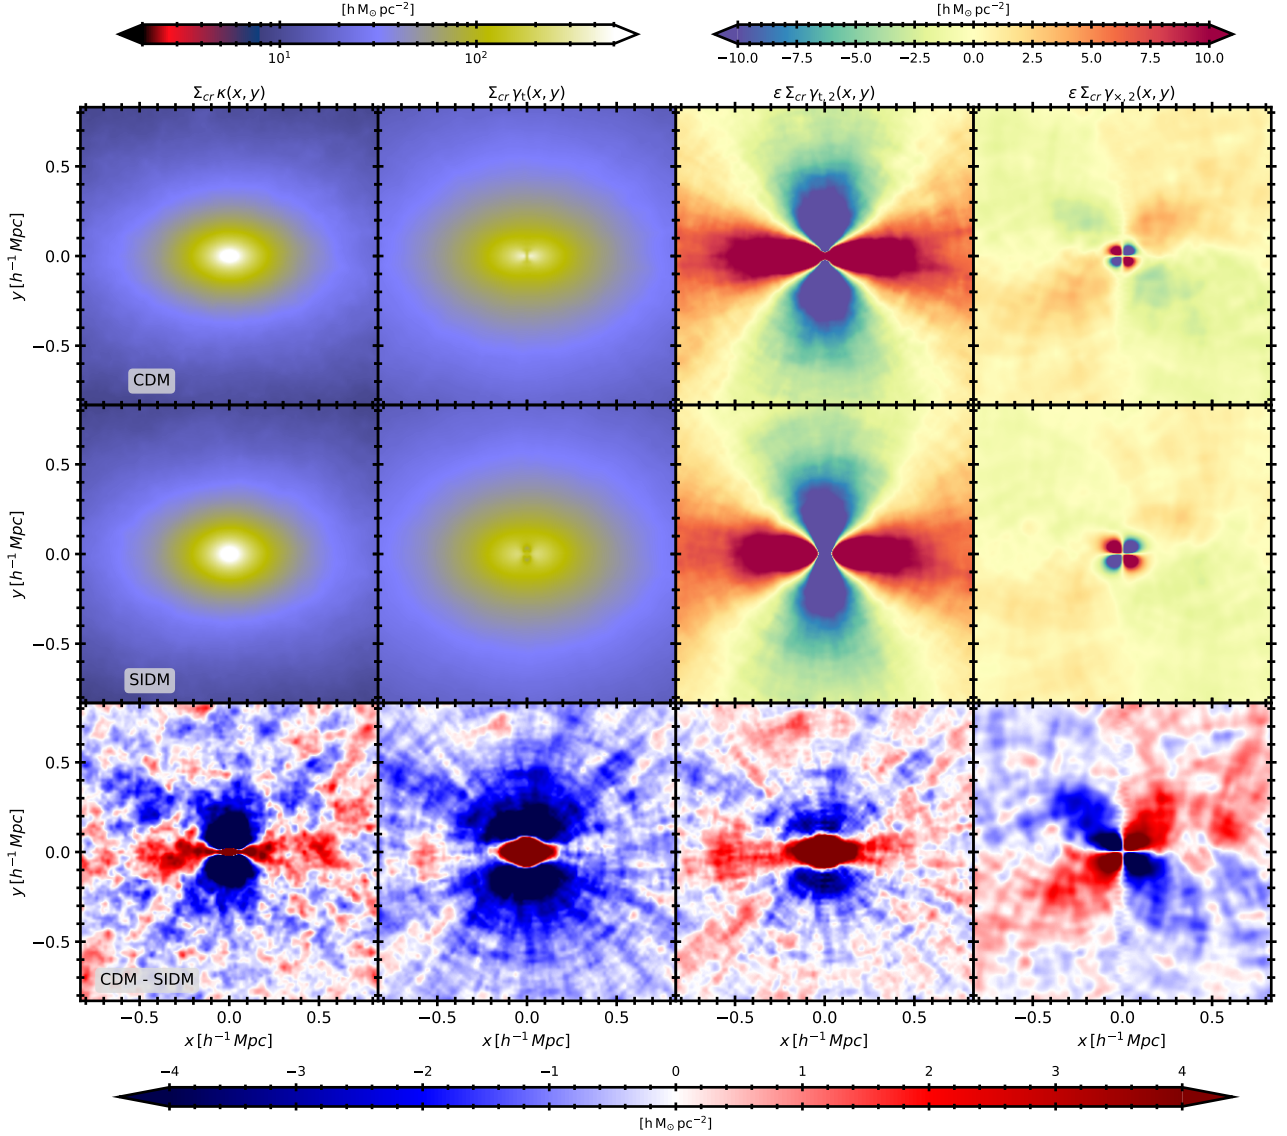 [h M⊙ pc⁻²] [h M⊙ pc⁻²]
10¹ 10² −10.0 −7.5 −5.0 −2.5 0.0 2.5 5.0 7.5 10.0
Σcr κ(x, y) Σcr γt(x, y) ε Σcr γt,2(x, y) ε Σcr γ×,2(x, y)
0.5
0.0
−0.5
y [h⁻¹ Mpc]
CDM
0.5
0.0
−0.5
y [h⁻¹ Mpc]
SIDM
0.5
0.0
−0.5
y [h⁻¹ Mpc]
CDM - SIDM
−0.5 0.0 0.5 −0.5 0.0 0.5 −0.5 0.0 0.5 −0.5 0.0 0.5
x [h⁻¹ Mpc] x [h⁻¹ Mpc] x [h⁻¹ Mpc] x [h⁻¹ Mpc]
−4 −3 −2 −1 0 1 2 3 4
[h M⊙ pc⁻²]